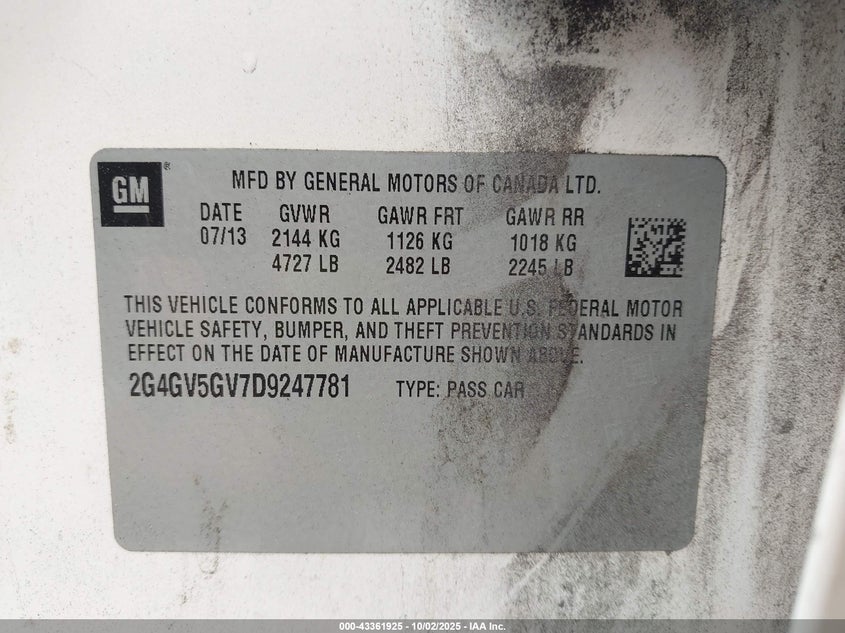 GM®
MFD BY GENERAL MOTORS OF CANADA LTD.
DATE GVWR GAWR FRT GAWR RR
07/13 2144 KG 1126 KG 1018 KG
4727 LB 2482 LB 2245 LB
THIS VEHICLE CONFORMS TO ALL APPLICABLE U.S. FEDERAL MOTOR
VEHICLE SAFETY, BUMPER, AND THEFT PREVENTION STANDARDS IN
EFFECT ON THE DATE OF MANUFACTURE SHOWN ABOVE.
2G4GV5GV7D9247781 TYPE: PASS CAR
000-43361925 - 10/02/2025 - IAA Inc.